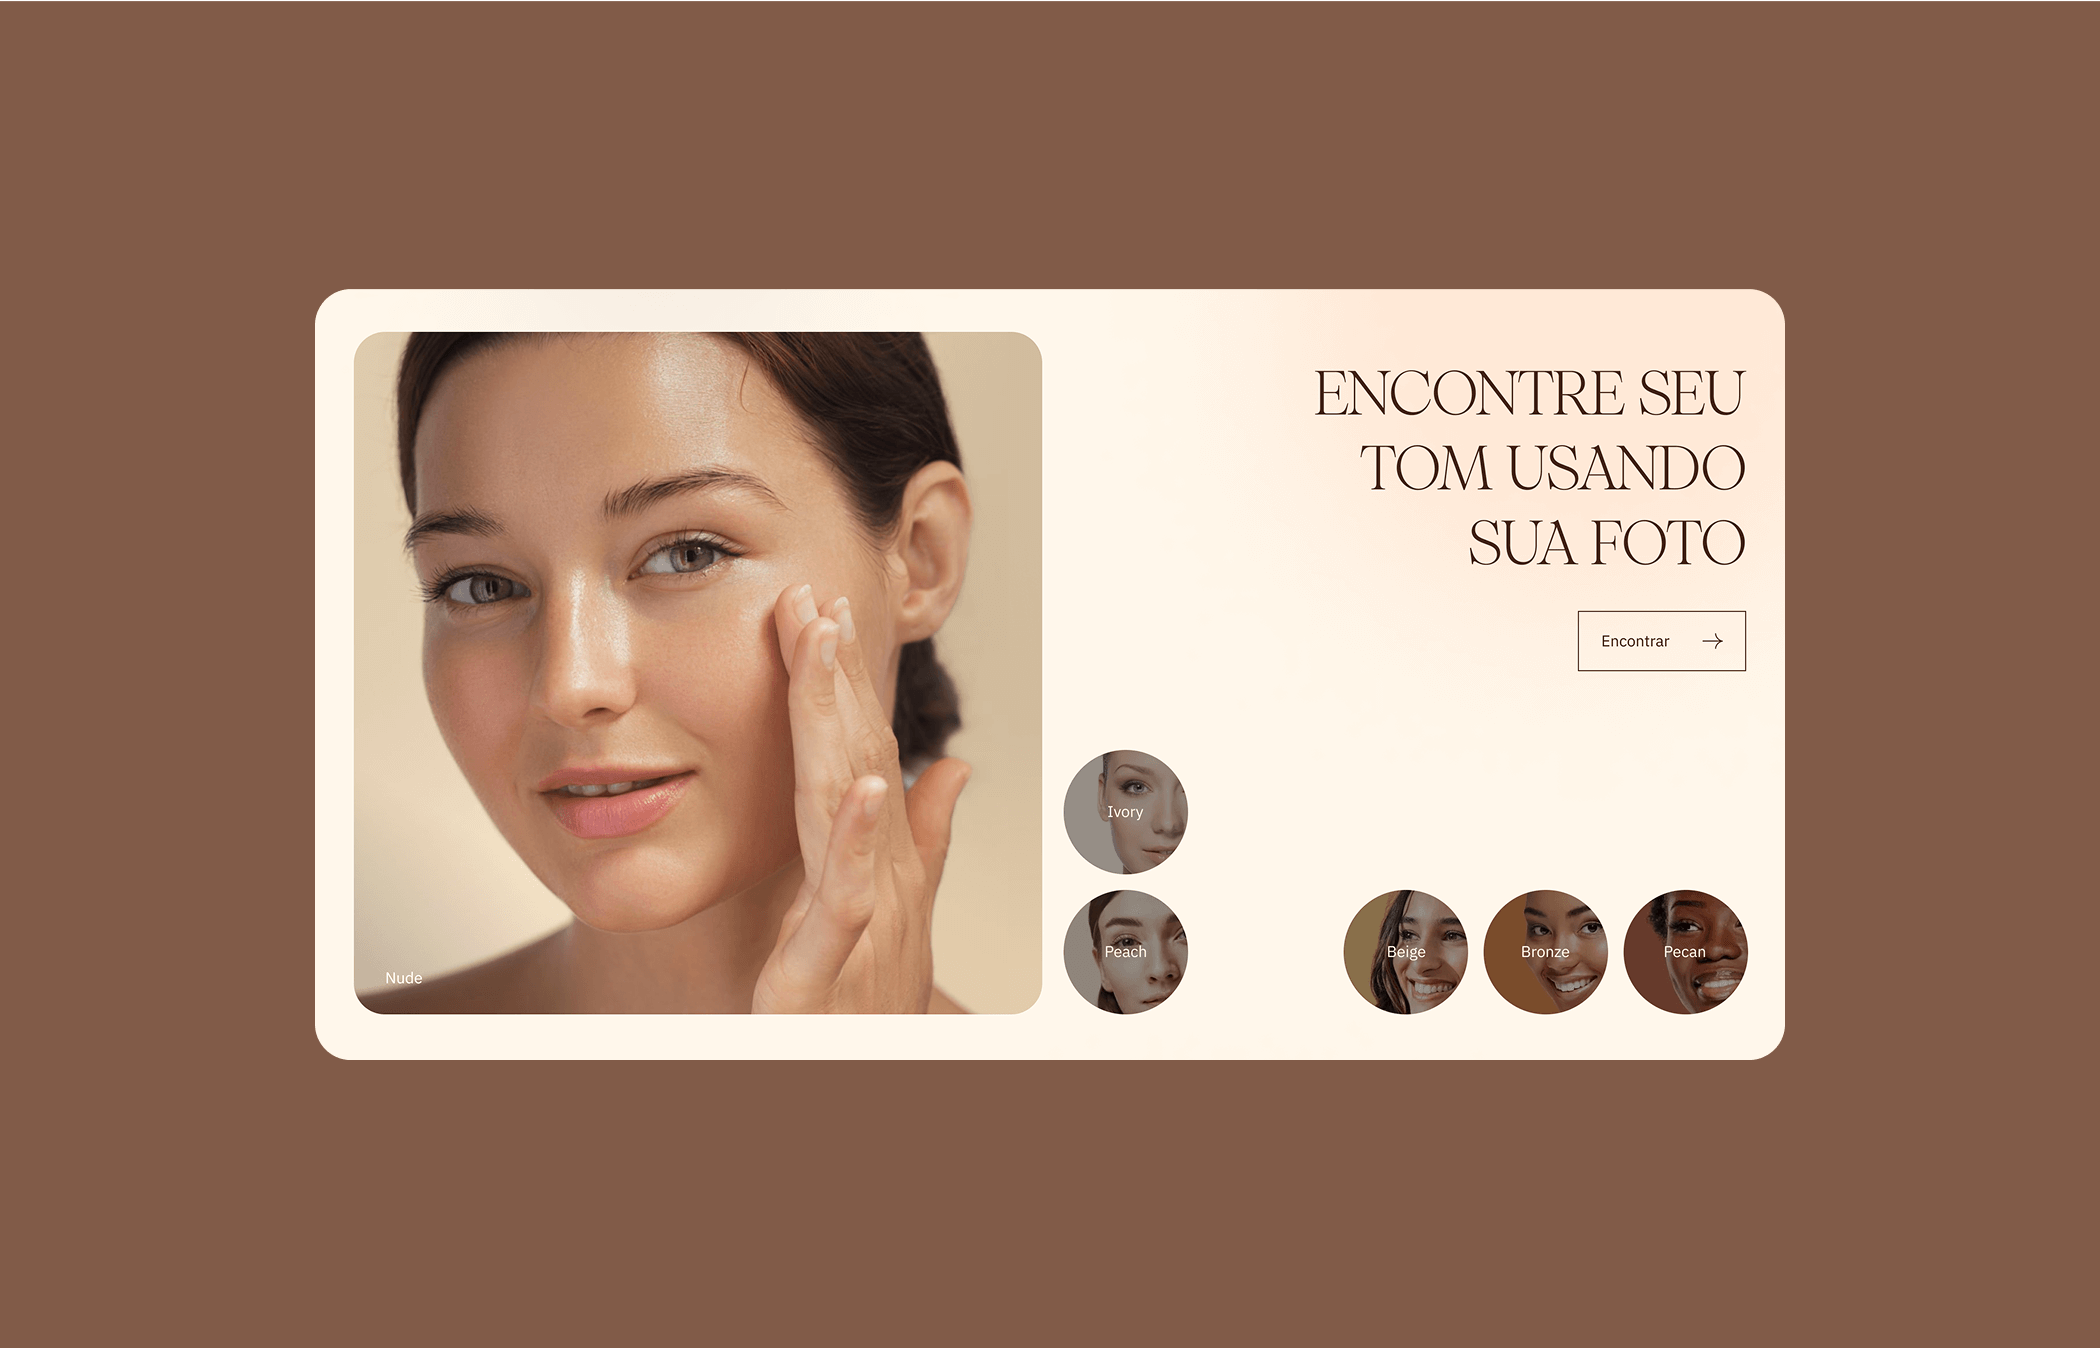 ENCONTRE SEU
TOM USANDO
SUA FOTO
Encontrar
Ivory
Nude
Peach
Beige
Bronze
Pecan